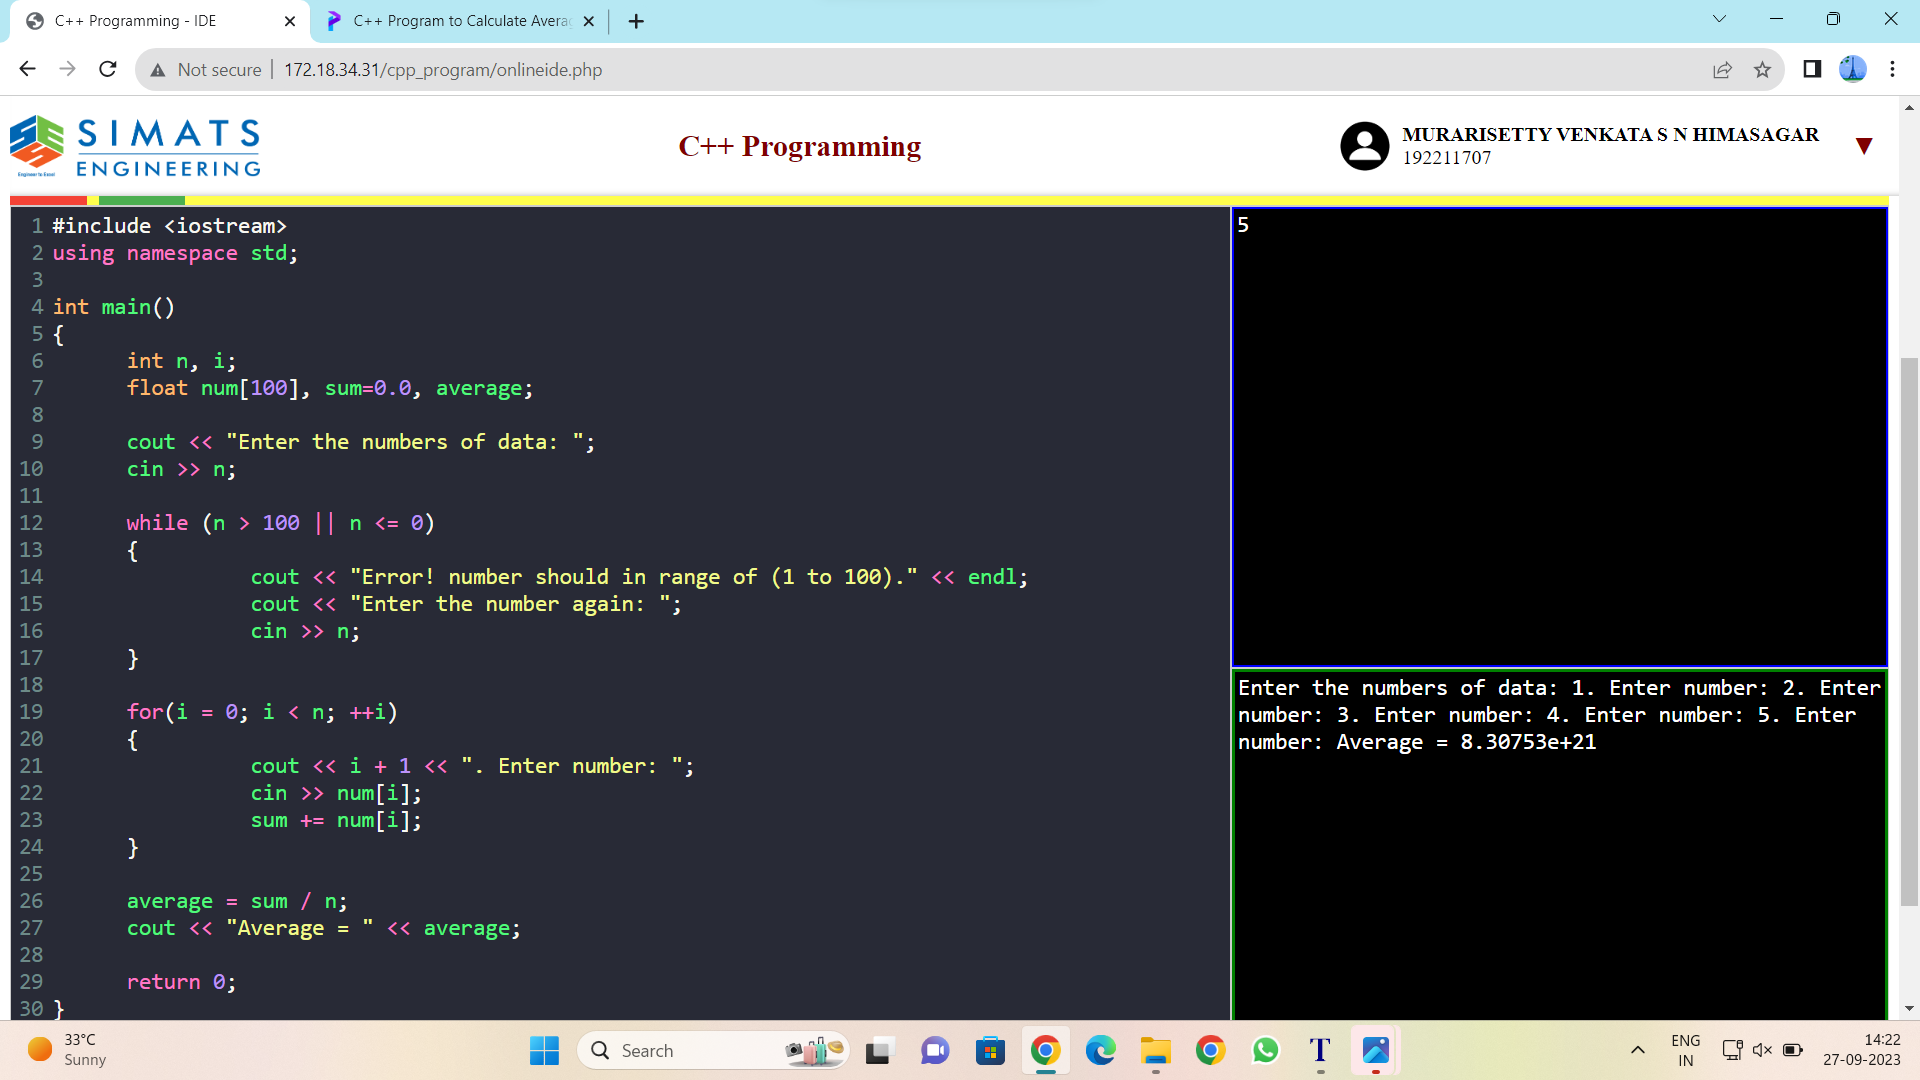 C++ Programming - IDE
C++ Program to Calculate Avera
Not secure
172.18.34.31/cpp_program/onlineide.php
SIMATS
ENGINEERING
Engineer to Excel
C++ Programming
MURARISETTY VENKATA S N HIMASAGAR
192211707
1 #include <iostream>
2 using namespace std;
3
4 int main()
5 {
6 int n, i;
7 float num[100], sum=0.0, average;
8
9 cout << "Enter the numbers of data: ";
10 cin >> n;
11
12 while (n > 100 || n <= 0)
13 {
14 cout << "Error! number should in range of (1 to 100)." << endl;
15 cout << "Enter the number again: ";
16 cin >> n;
17 }
18
19 for(i = 0; i < n; ++i)
20 {
21 cout << i + 1 << ". Enter number: ";
22 cin >> num[i];
23 sum += num[i];
24 }
25
26 average = sum / n;
27 cout << "Average = " << average;
28
29 return 0;
30 }
5
Enter the numbers of data: 1. Enter number: 2. Enter
number: 3. Enter number: 4. Enter number: 5. Enter
number: Average = 8.30753e+21
33°C
Sunny
Search
T
ENG
IN
14:22
27-09-2023